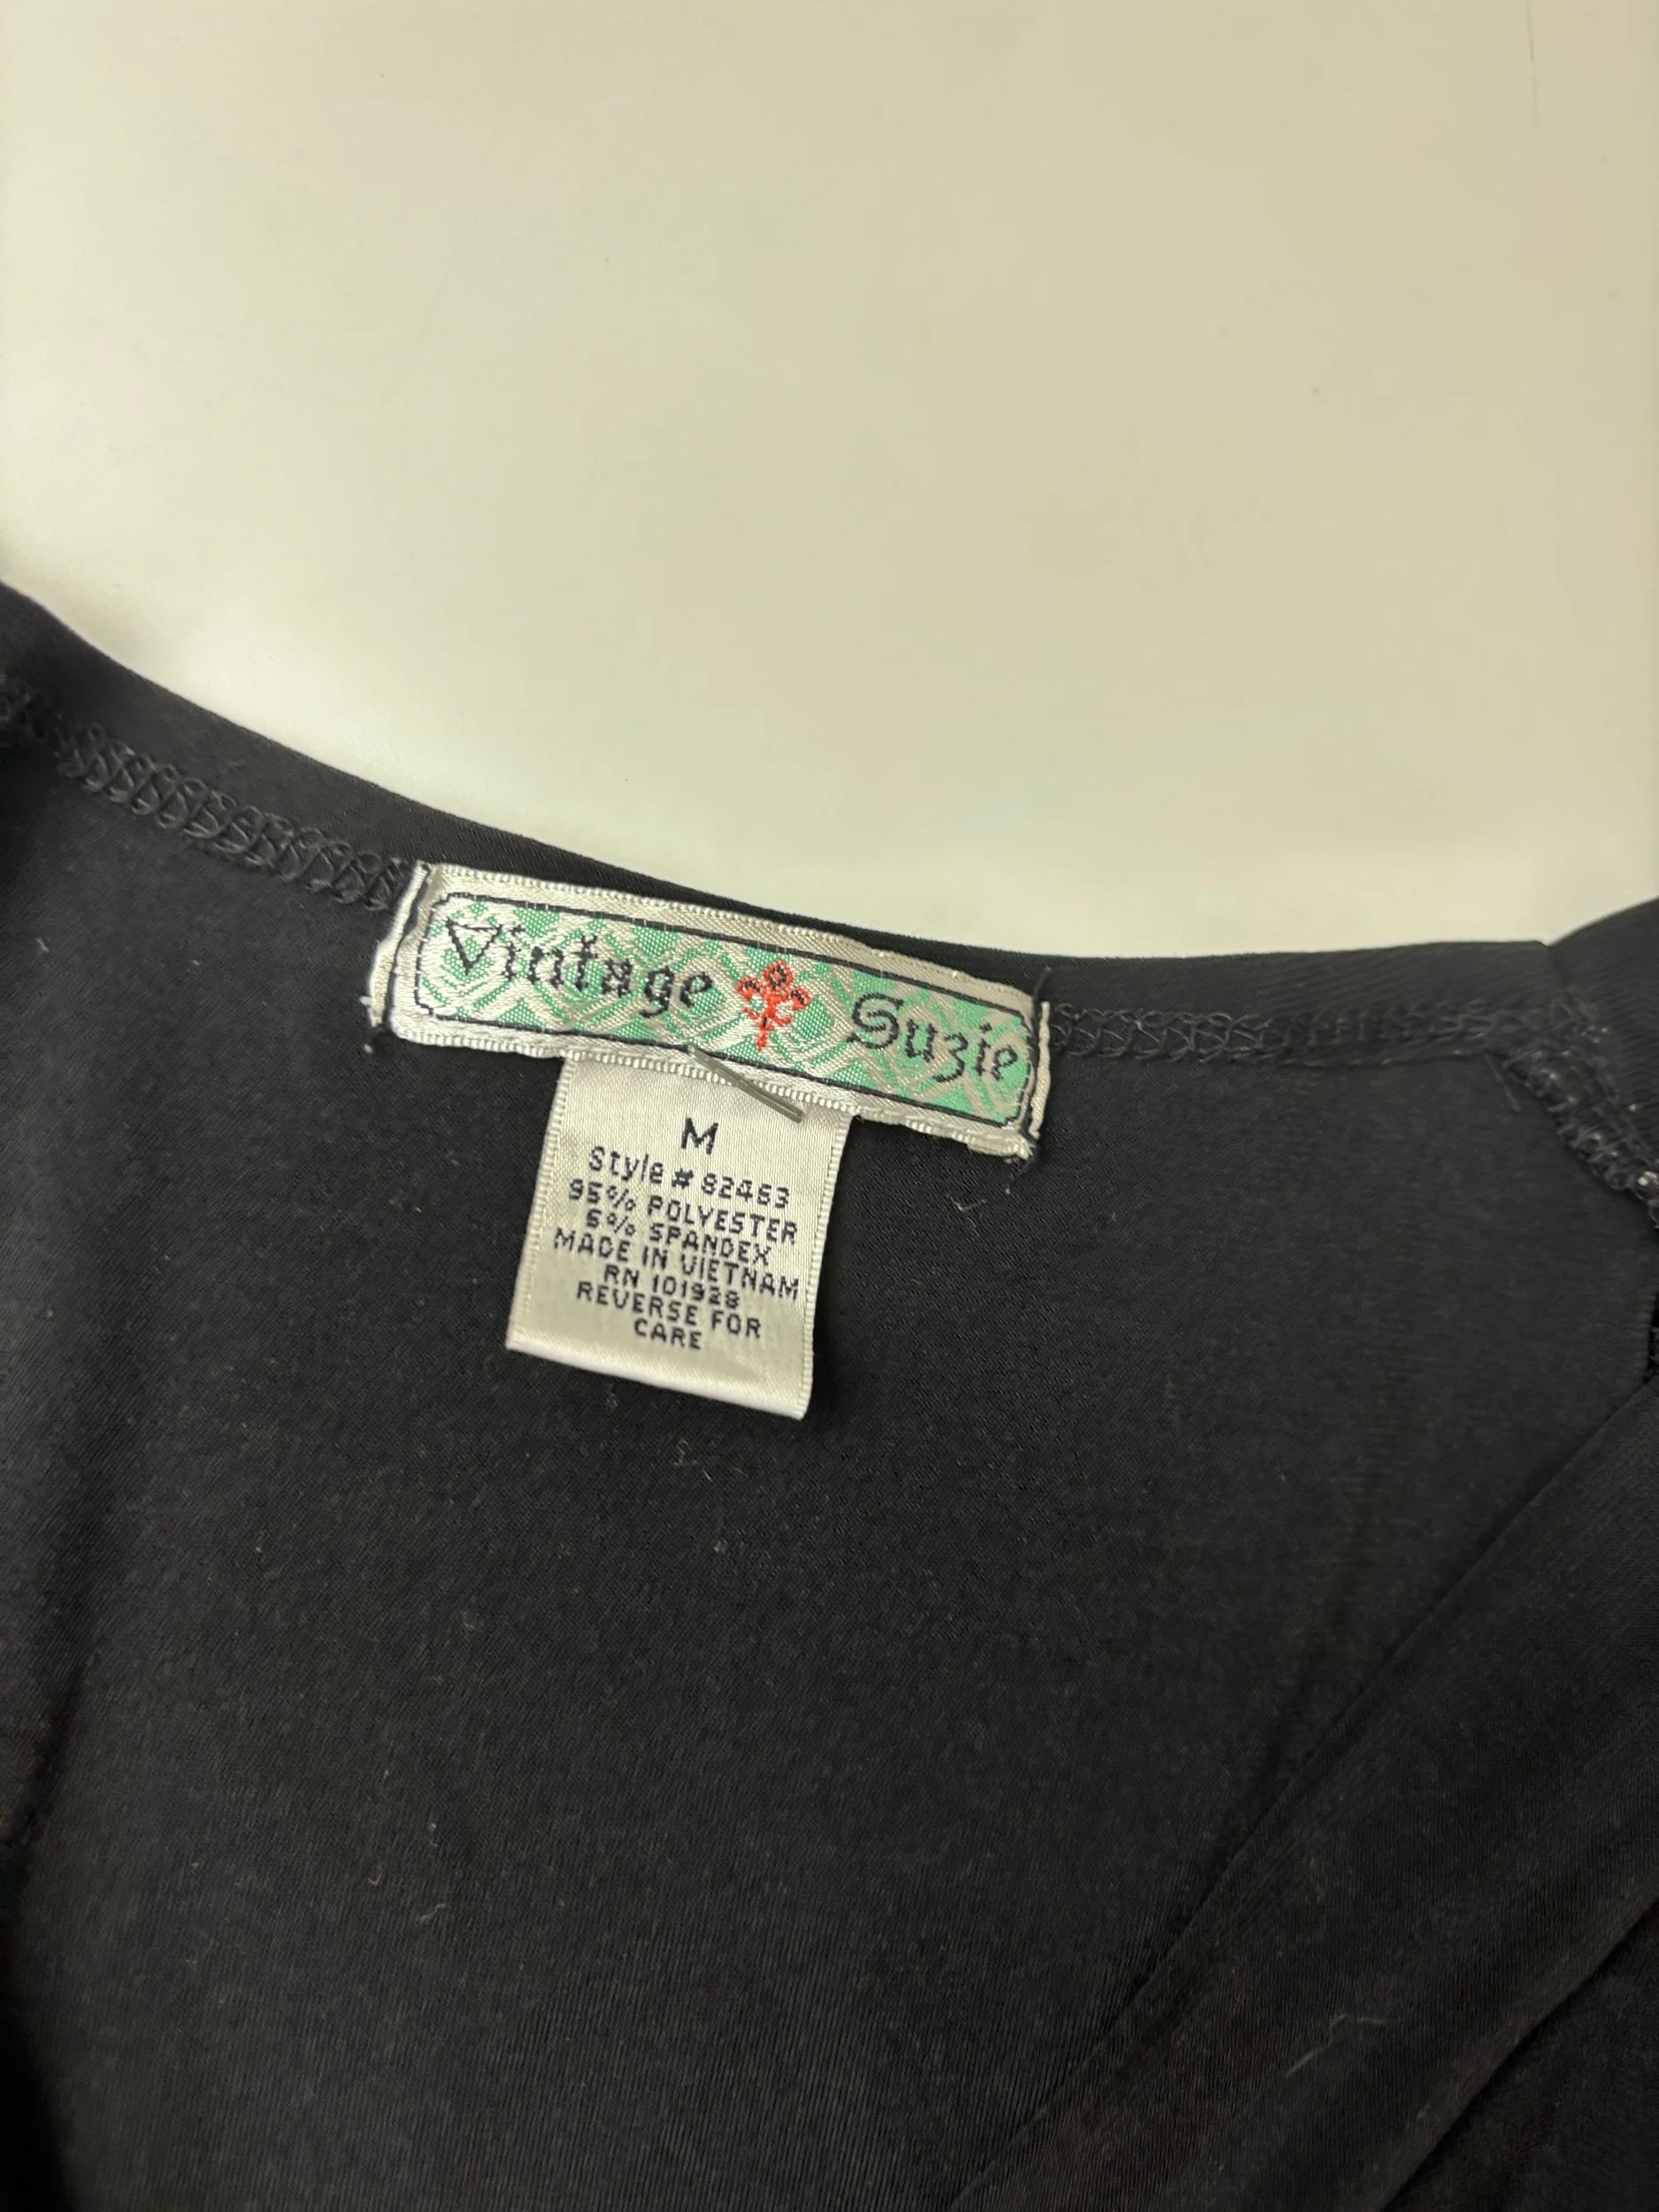 Vintage Suzie
M
Style # 82463
95% POLYESTER
5% SPANDEX
MADE IN VIETNAM
RN 101928
REVERSE FOR
CARE